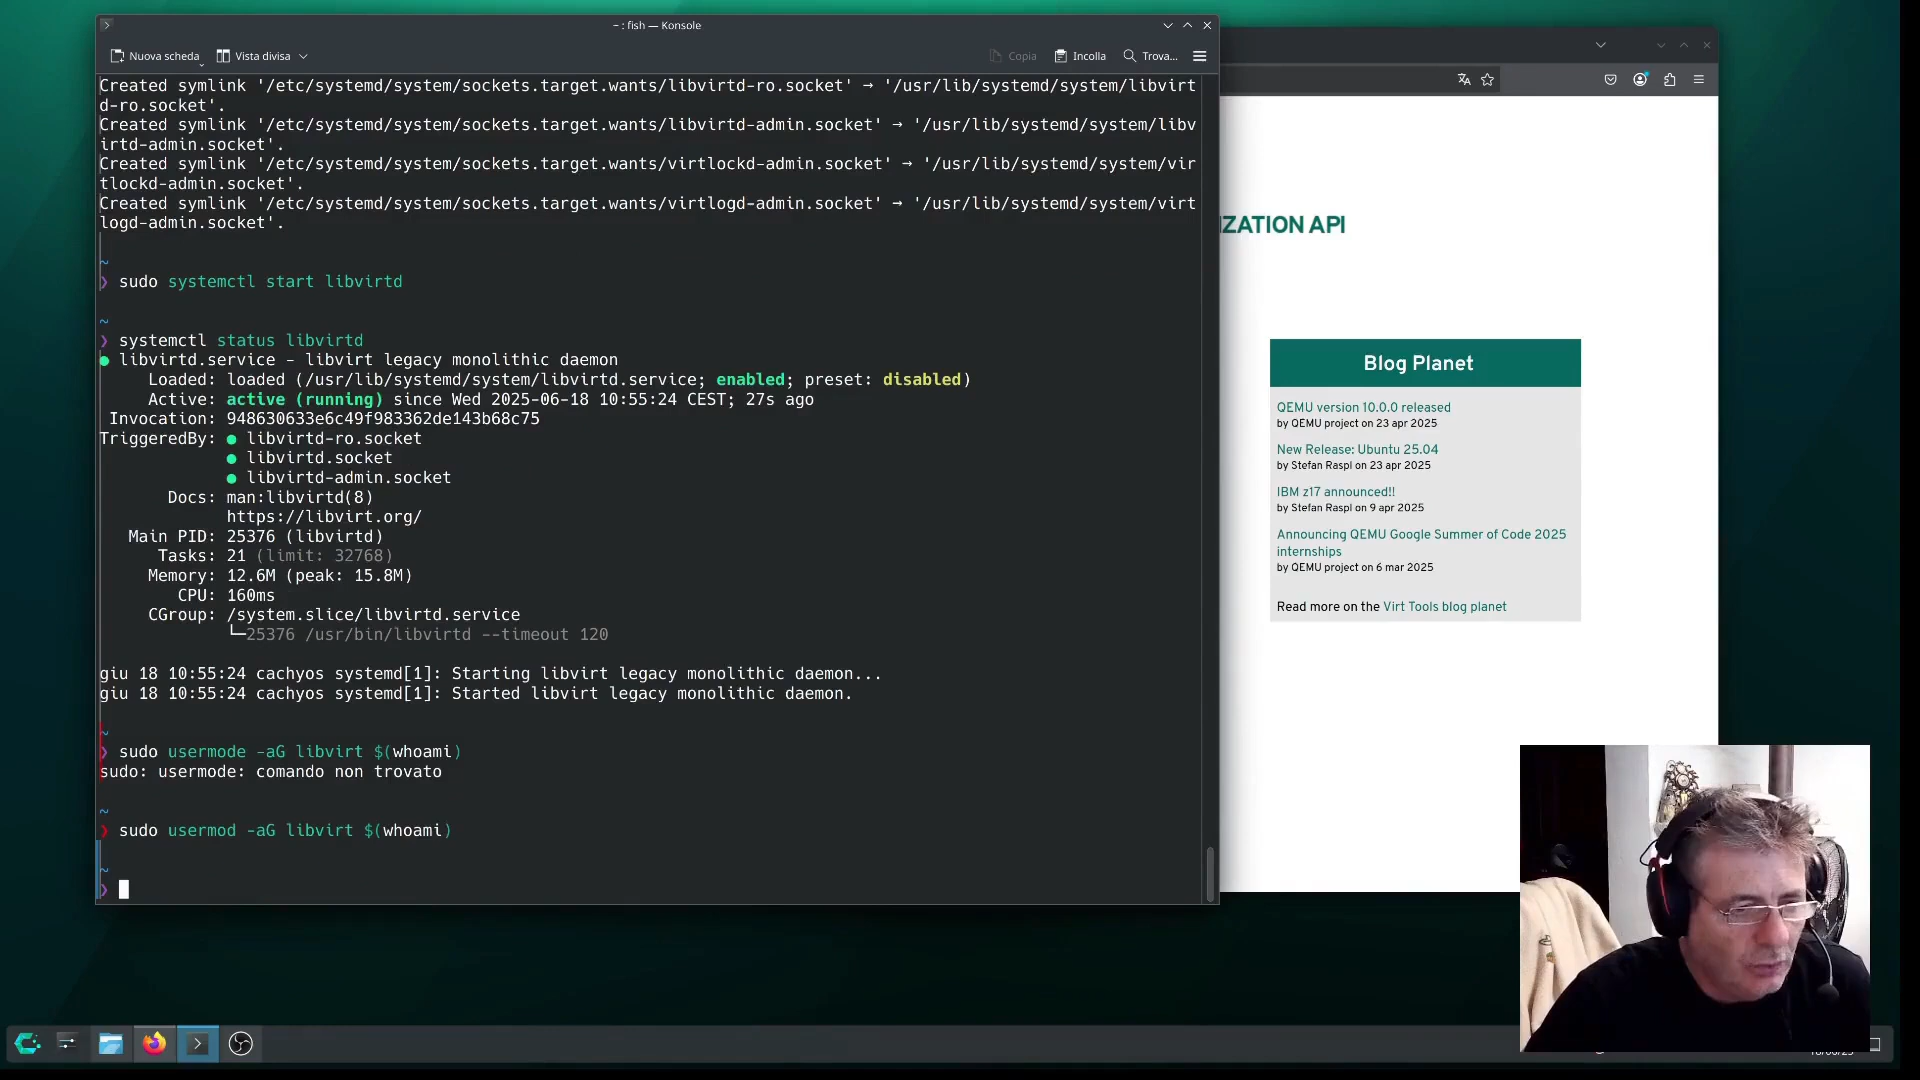 ~ : fish — Konsole
Nuova scheda
Vista divisa
Copia
Incolla
Trova...
Created symlink '/etc/systemd/system/sockets.target.wants/libvirtd-ro.socket' → '/usr/lib/systemd/system/libvirt
d-ro.socket'.
Created symlink '/etc/systemd/system/sockets.target.wants/libvirtd-admin.socket' → '/usr/lib/systemd/system/libv
irtd-admin.socket'.
Created symlink '/etc/systemd/system/sockets.target.wants/virtlockd-admin.socket' → '/usr/lib/systemd/system/vir
tlockd-admin.socket'.
Created symlink '/etc/systemd/system/sockets.target.wants/virtlogd-admin.socket' → '/usr/lib/systemd/system/virt
logd-admin.socket'.
~
❯ sudo systemctl start libvirtd
~
❯ systemctl status libvirtd
● libvirtd.service - libvirt legacy monolithic daemon
Loaded: loaded (/usr/lib/systemd/system/libvirtd.service; enabled; preset: disabled)
Active: active (running) since Wed 2025-06-18 10:55:24 CEST; 27s ago
Invocation: 948630633e6c49f983362de143b68c75
TriggeredBy: ● libvirtd-ro.socket
● libvirtd.socket
● libvirtd-admin.socket
Docs: man:libvirtd(8)
https://libvirt.org/
Main PID: 25376 (libvirtd)
Tasks: 21 (limit: 32768)
Memory: 12.6M (peak: 15.8M)
CPU: 160ms
CGroup: /system.slice/libvirtd.service
└─25376 /usr/bin/libvirtd --timeout 120
giu 18 10:55:24 cachyos systemd[1]: Starting libvirt legacy monolithic daemon...
giu 18 10:55:24 cachyos systemd[1]: Started libvirt legacy monolithic daemon.
~
❯ sudo usermode -aG libvirt $(whoami)
sudo: usermode: comando non trovato
~
❯ sudo usermod -aG libvirt $(whoami)
~
❯
IZATION API
Blog Planet
QEMU version 10.0.0 released
by QEMU project on 23 apr 2025
New Release: Ubuntu 25.04
by Stefan Raspl on 23 apr 2025
IBM z17 announced!!
by Stefan Raspl on 9 apr 2025
Announcing QEMU Google Summer of Code 2025
internships
by QEMU project on 6 mar 2025
Read more on the Virt Tools blog planet